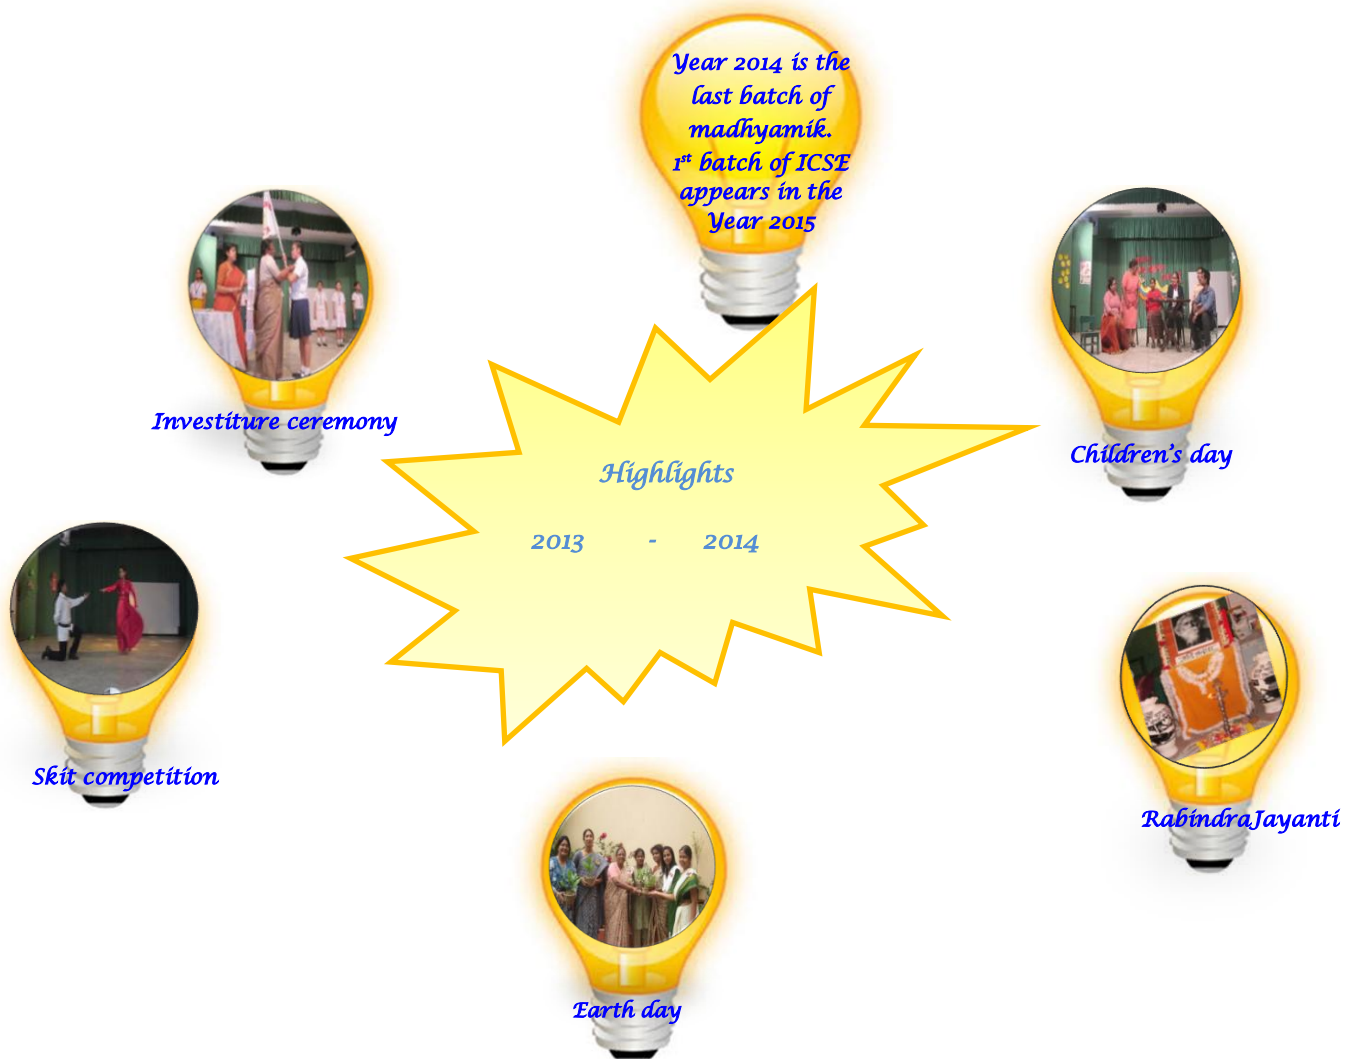 Year 2014 is the
last batch of
madhyamik.
1st batch of ICSE
appears in the
Year 2015
Investiture ceremony
Children's day
Highlights
2013 - 2014
Skit competition
RabindraJayanti
Earth day